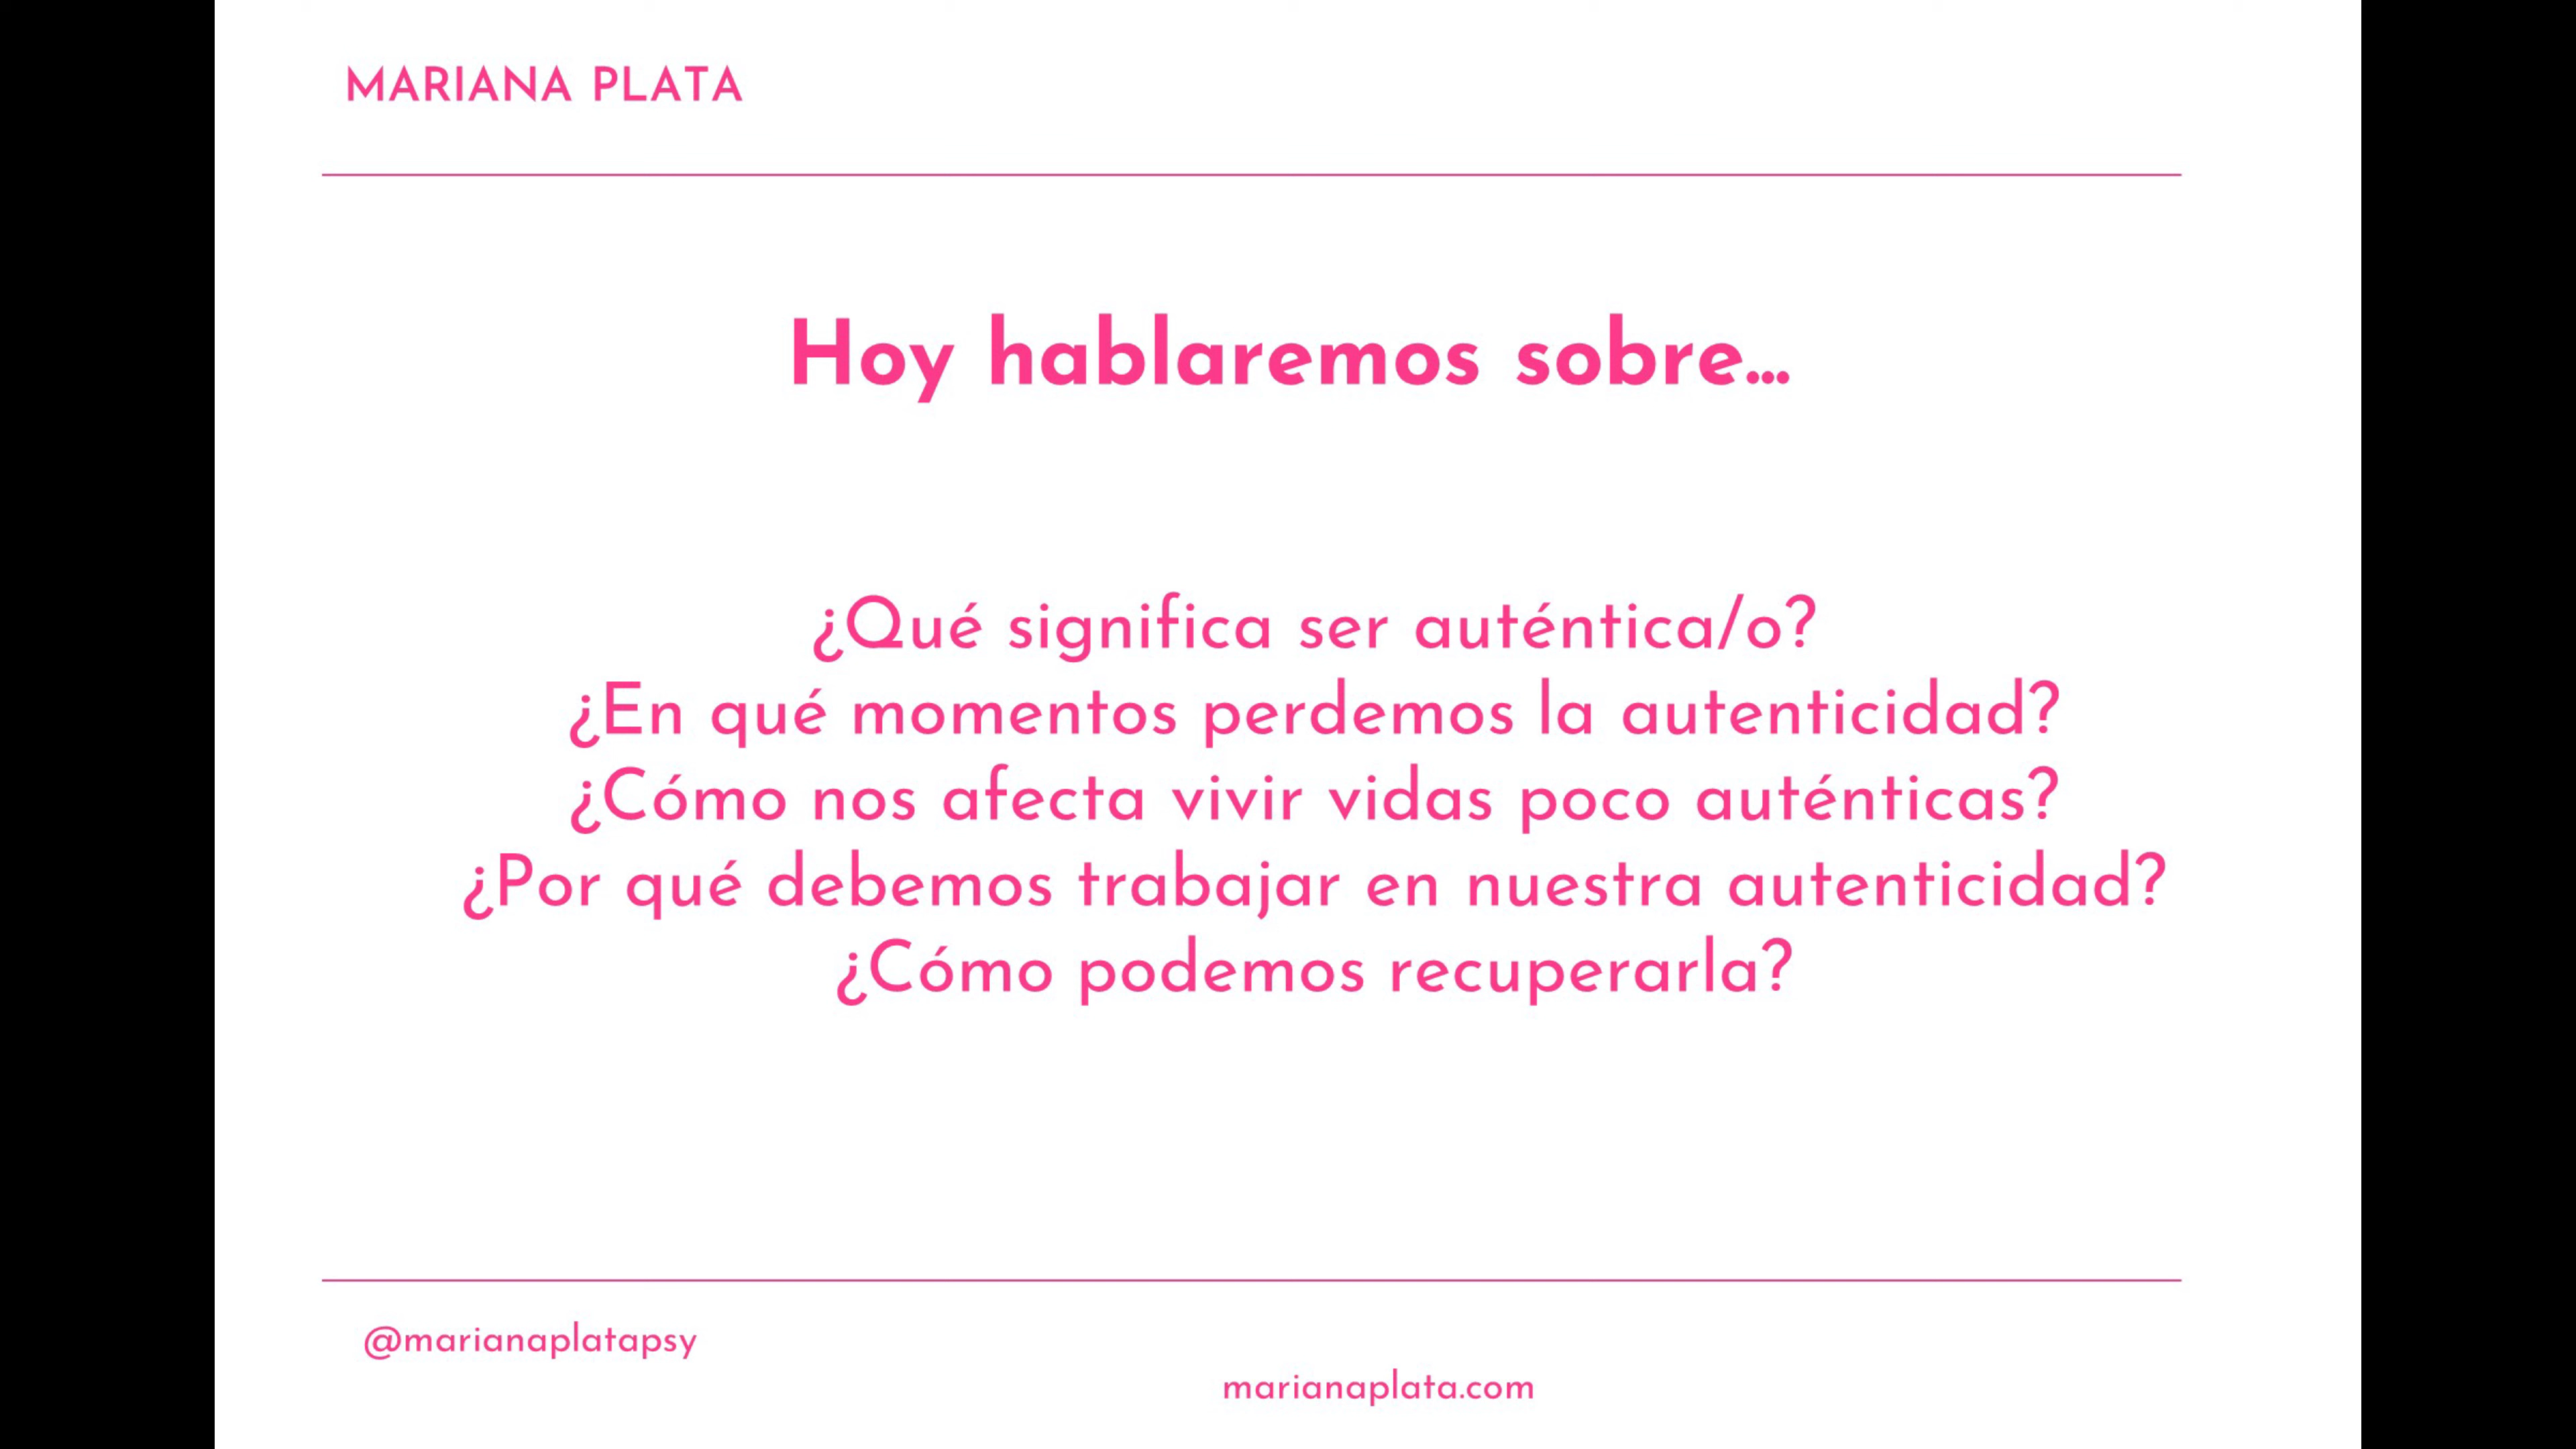 MARIANA PLATA
Hoy hablaremos sobre...
¿Qué significa ser auténtica/o?
¿En qué momentos perdemos la autenticidad?
¿Cómo nos afecta vivir vidas poco auténticas?
¿Por qué debemos trabajar en nuestra autenticidad?
¿Cómo podemos recuperarla?
@marianaplatapsy
marianaplata.com